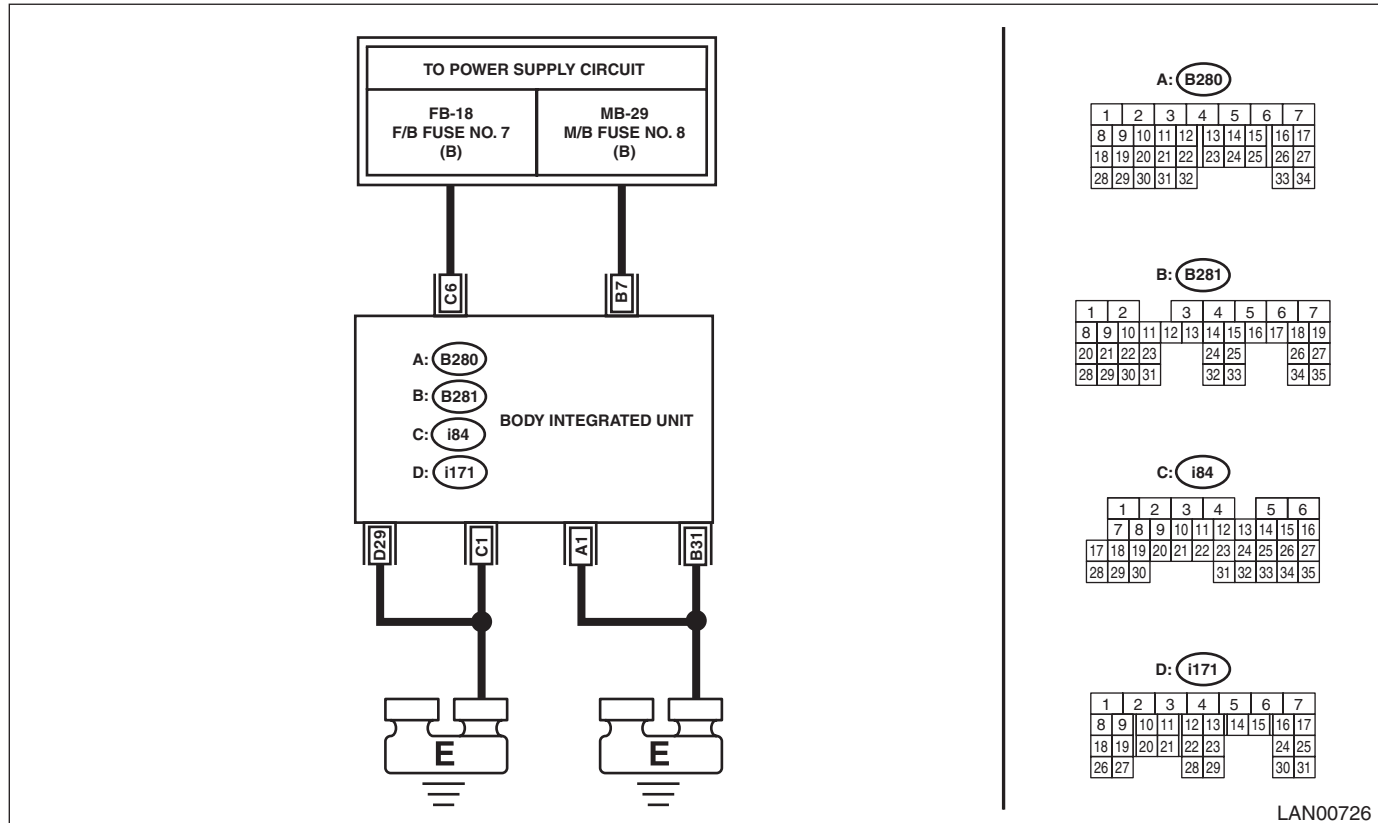 TO POWER SUPPLY CIRCUIT
FB-18
F/B FUSE NO. 7
(B)
MB-29
M/B FUSE NO. 8
(B)
C6
B7
A: B280
B: B281
C: i84
D: i171
BODY INTEGRATED UNIT
D29
C1
A1
B31
E
E
A: B280
1 2 3 4 5 6 7
8 9 10 11 12 13 14 15 16 17
18 19 20 21 22 23 24 25 26 27
28 29 30 31 32 33 34
B: B281
1 2 3 4 5 6 7
8 9 10 11 12 13 14 15 16 17 18 19
20 21 22 23 24 25 26 27
28 29 30 31 32 33 34 35
C: i84
1 2 3 4 5 6
7 8 9 10 11 12 13 14 15 16
17 18 19 20 21 22 23 24 25 26 27
28 29 30 31 32 33 34 35
D: i171
1 2 3 4 5 6 7
8 9 10 11 12 13 14 15 16 17
18 19 20 21 22 23 24 25
26 27 28 29 30 31
LAN00726